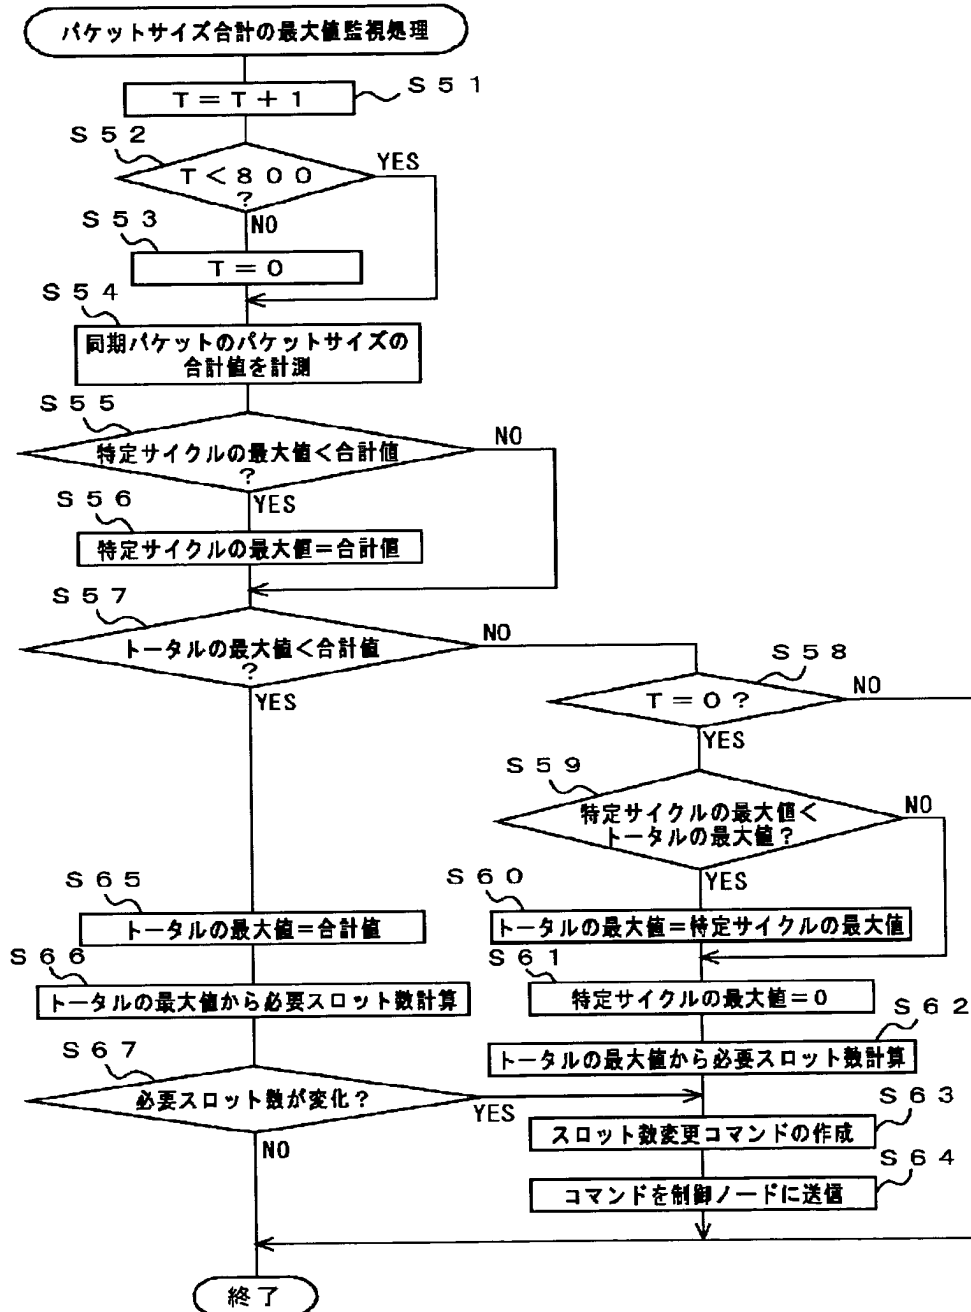 パケットサイズ合計の最大値監視処理
S51
T=T+1
S52
T<800
?
YES
NO
S53
T=0
S54
同期パケットのパケットサイズの
合計値を計測
S55
特定サイクルの最大値<合計値
?
NO
YES
S56
特定サイクルの最大値=合計値
S57
トータルの最大値<合計値
?
NO
YES
S58
T=0?
NO
YES
S59
特定サイクルの最大値<
トータルの最大値?
NO
YES
S60
トータルの最大値=特定サイクルの最大値
S61
特定サイクルの最大値=0
S62
トータルの最大値から必要スロット数計算
S65
トータルの最大値=合計値
S66
トータルの最大値から必要スロット数計算
S67
必要スロット数が変化?
YES
NO
S63
スロット数変更コマンドの作成
S64
コマンドを制御ノードに送信
終了